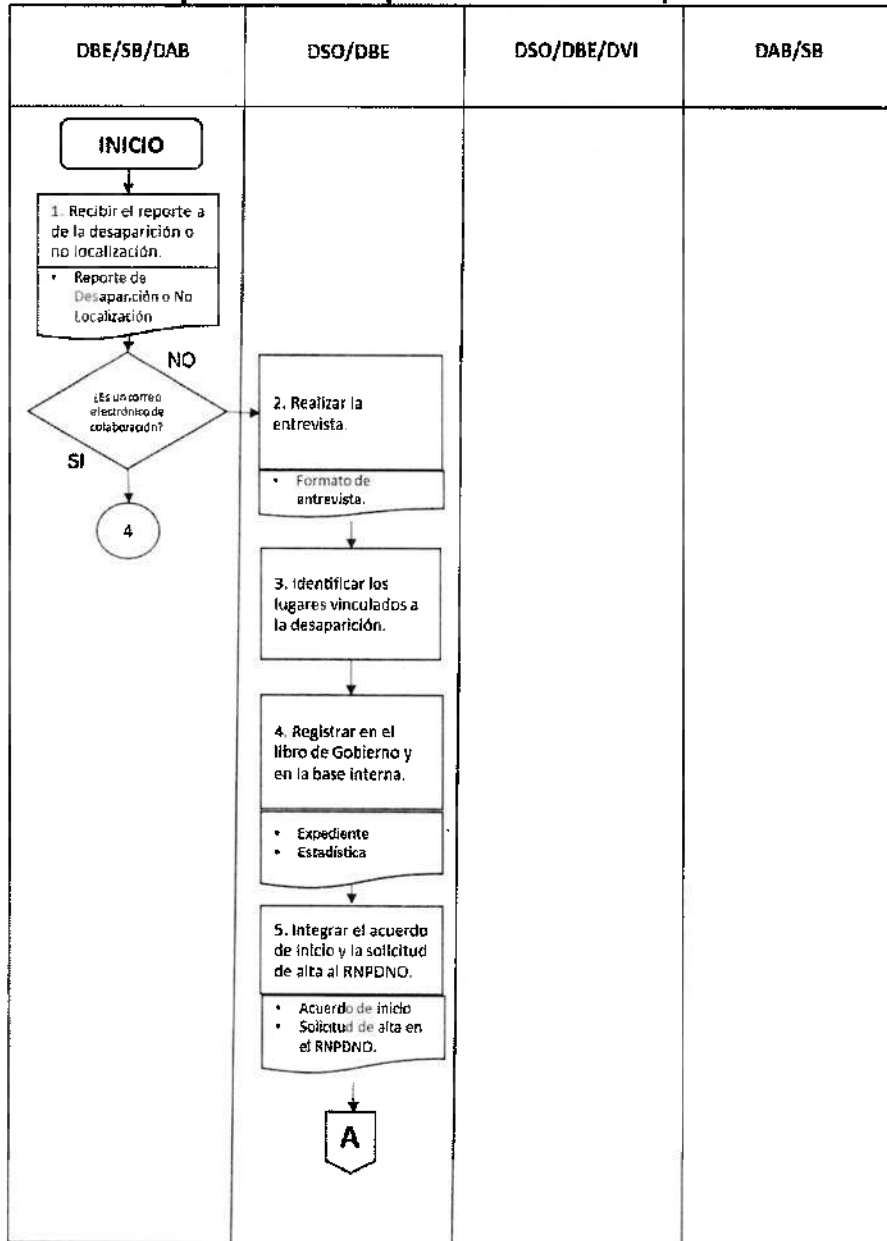 DBE/SB/DAB
DSO/DBE
DSO/DBE/DVI
DAB/SB
INICIO
1. Recibir el reporte a
de la desaparición o
no localización.
• Reporte de
Desaparición o No
Localización
NO
¿Es un correo
electrónico de
colaboración?
SI
4
2. Realizar la
entrevista.
• Formato de
entrevista.
3. Identificar los
lugares vinculados a
la desaparición.
4. Registrar en el
libro de Gobierno y
en la base interna.
• Expediente
• Estadística
5. Integrar el acuerdo
de inicio y la solicitud
de alta al RNPDNO.
• Acuerdo de inicio
• Solicitud de alta en
el RNPDNO.
A